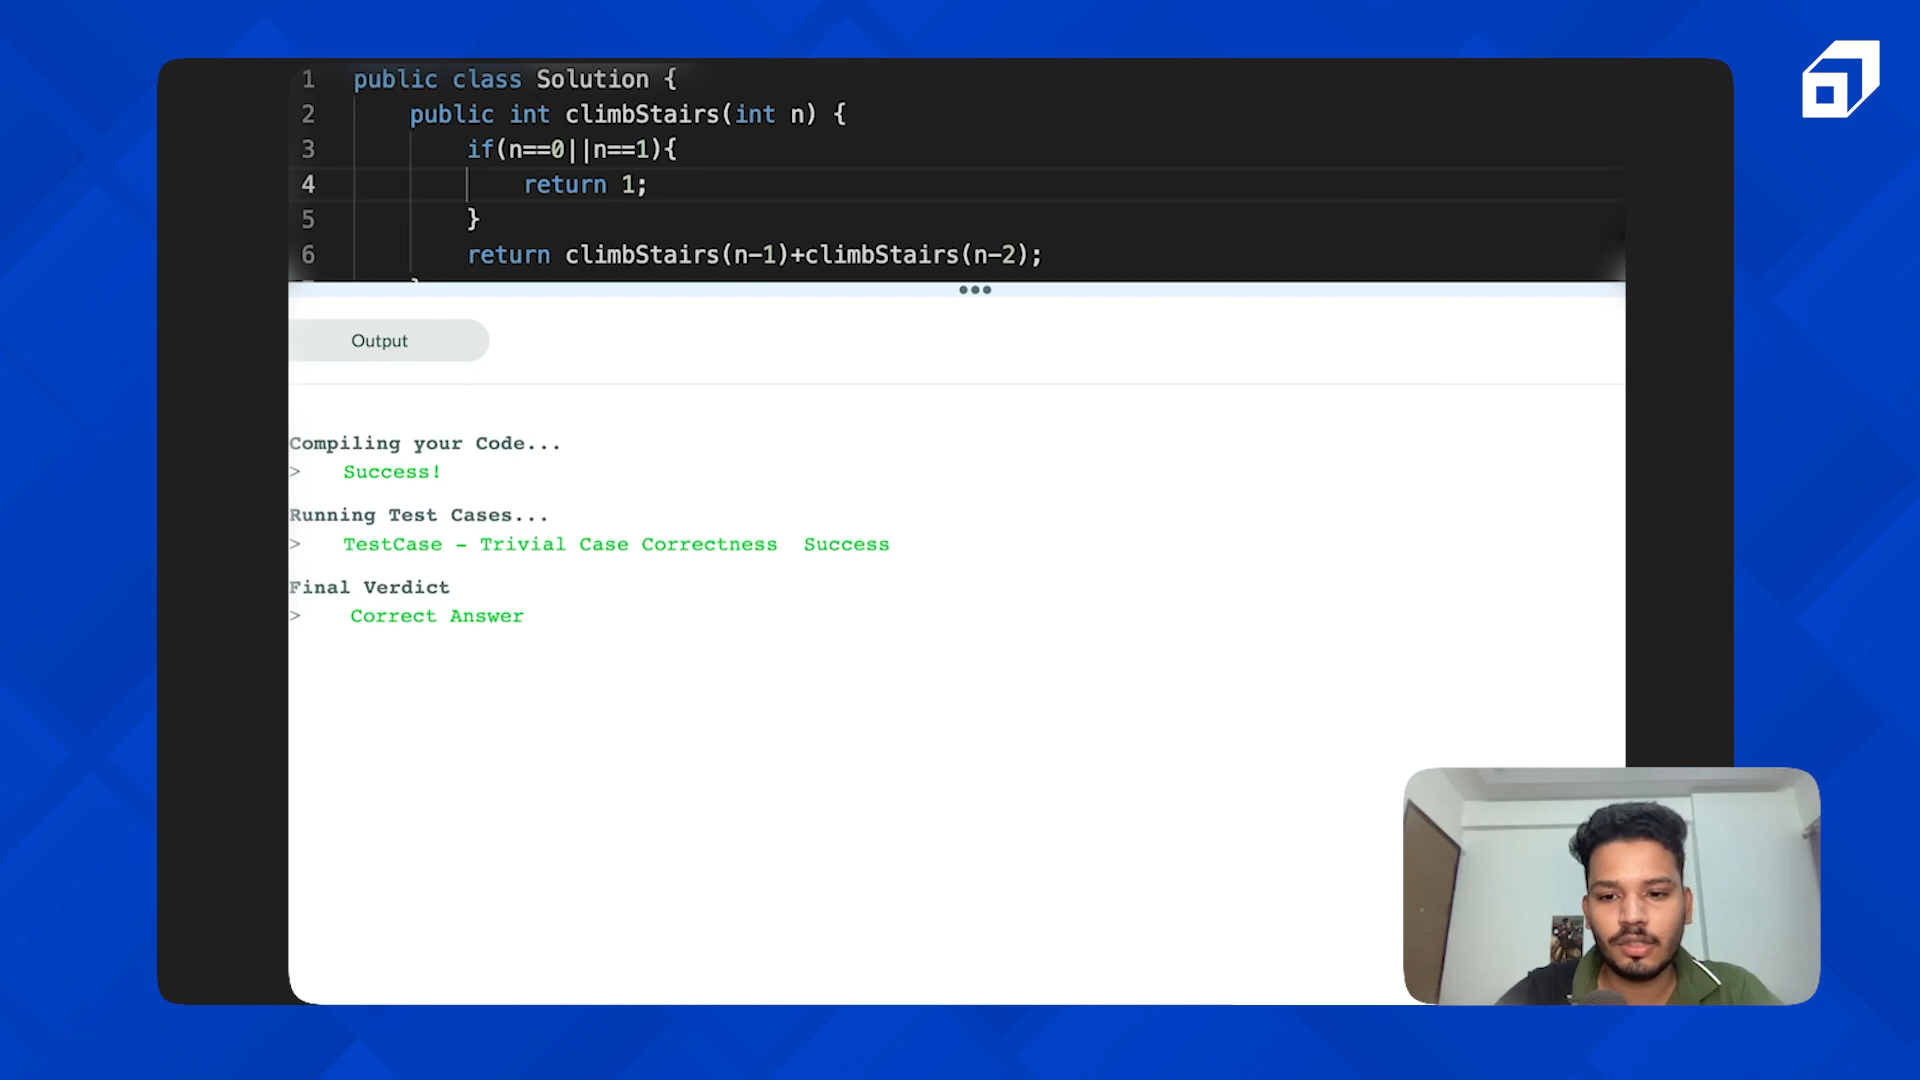 1 public class Solution {
2 public int climbStairs(int n) {
3 if(n==0||n==1){
4 return 1;
5 }
6 return climbStairs(n-1)+climbStairs(n-2);
Output
Compiling your Code...
> Success!
Running Test Cases...
> TestCase - Trivial Case Correctness Success
Final Verdict
> Correct Answer